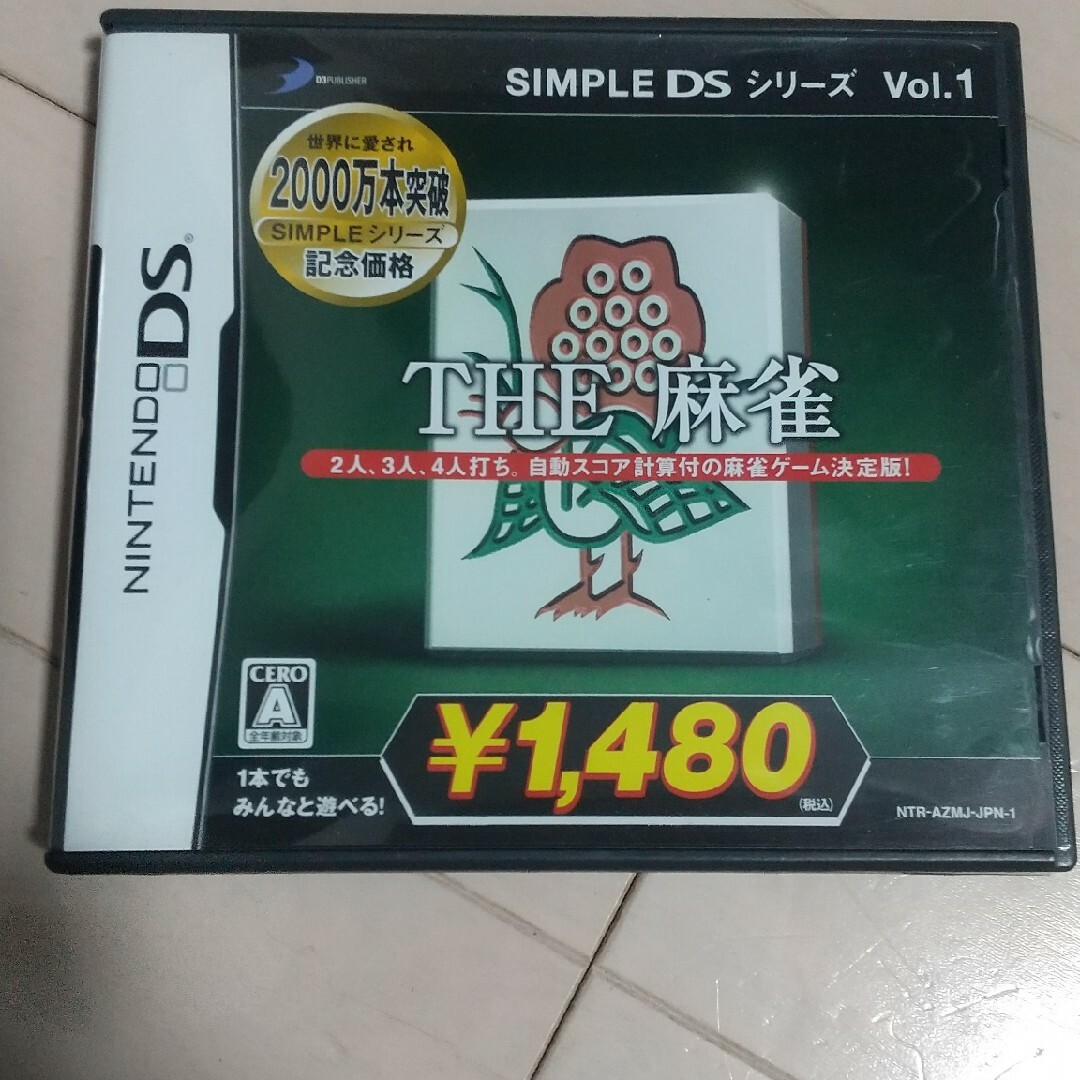 D3 PUBLISHER
SIMPLE DS シリーズ Vol.1
世界に愛され
2000万本突破
SIMPLEシリーズ
記念価格
NINTENDO DS®
THE 麻雀
2人、3人、4人打ち。自動スコア計算付の麻雀ゲーム決定版!
CERO
A
全年齢対象
¥1,480
(税込)
1本でも
みんなと遊べる!
NTR-AZMJ-JPN-1